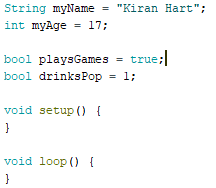 String myName = "Kiran Hart";
int myAge = 17;
bool playsGames = true;
bool drinksPop = 1;
void setup() {
}
void loop() {
}